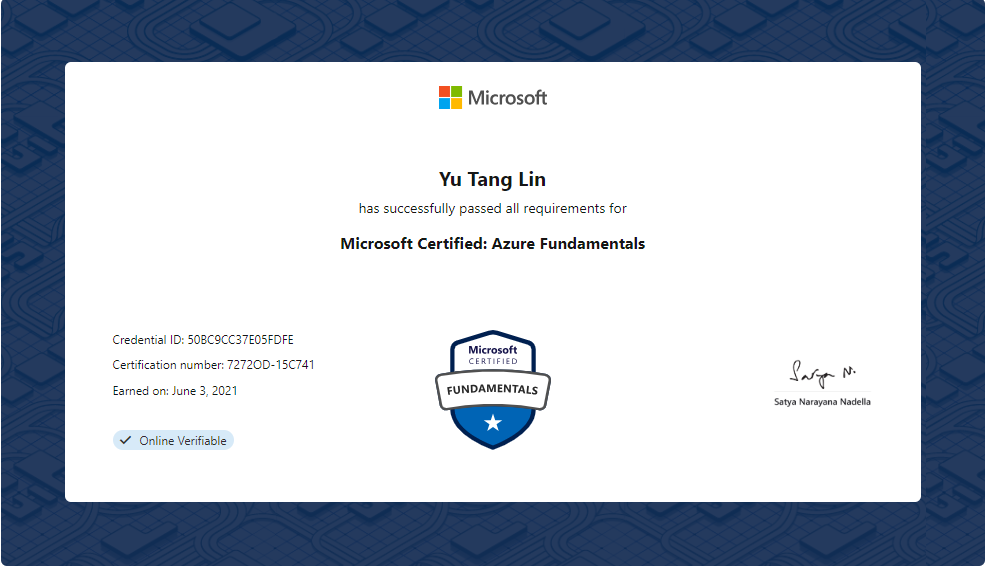 Microsoft
Yu Tang Lin
has successfully passed all requirements for
Microsoft Certified: Azure Fundamentals
Credential ID: 50BC9CC37E05FDFE
Certification number: 7272OD-15C741
Earned on: June 3, 2021
Online Verifiable
Microsoft
CERTIFIED
FUNDAMENTALS
Satya N.
Satya Narayana Nadella